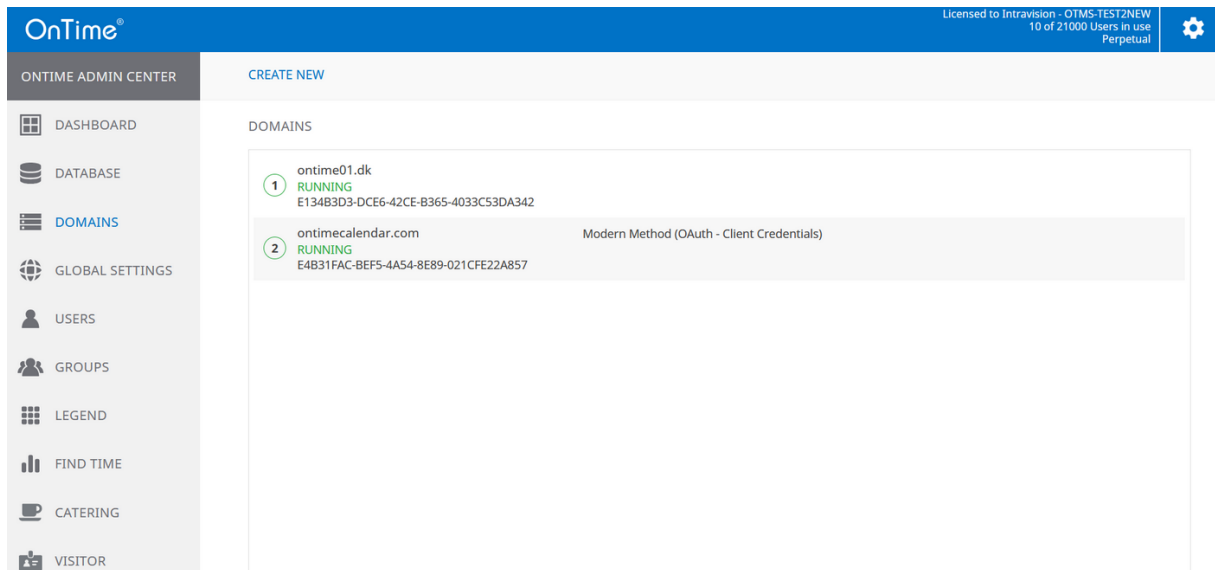 OnTime®
Licensed to Intravision - OTMS-TEST2NEW
10 of 21000 Users in use
Perpetual
ONTIME ADMIN CENTER
CREATE NEW
DASHBOARD
DATABASE
DOMAINS
GLOBAL SETTINGS
USERS
GROUPS
LEGEND
FIND TIME
CATERING
VISITOR
DOMAINS
1
ontime01.dk
RUNNING
E134B3D3-DCE6-42CE-B365-4033C53DA342
2
ontimecalendar.com
Modern Method (OAuth - Client Credentials)
RUNNING
E4B31FAC-BEF5-4A54-8E89-021CFE22A857